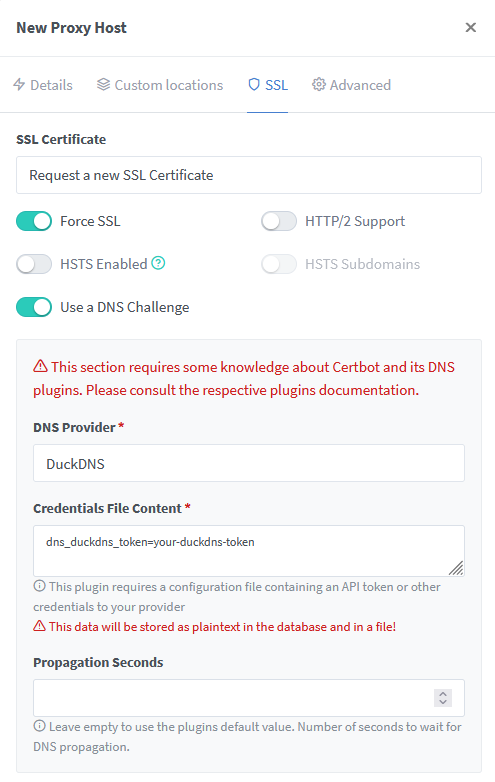 New Proxy Host
Details
Custom locations
SSL
Advanced
SSL Certificate
Request a new SSL Certificate
Force SSL
HTTP/2 Support
HSTS Enabled
HSTS Subdomains
Use a DNS Challenge
This section requires some knowledge about Certbot and its DNS
plugins. Please consult the respective plugins documentation.
DNS Provider *
DuckDNS
Credentials File Content *
dns_duckdns_token=your-duckdns-token
This plugin requires a configuration file containing an API token or other
credentials to your provider
This data will be stored as plaintext in the database and in a file!
Propagation Seconds
Leave empty to use the plugins default value. Number of seconds to wait for
DNS propagation.